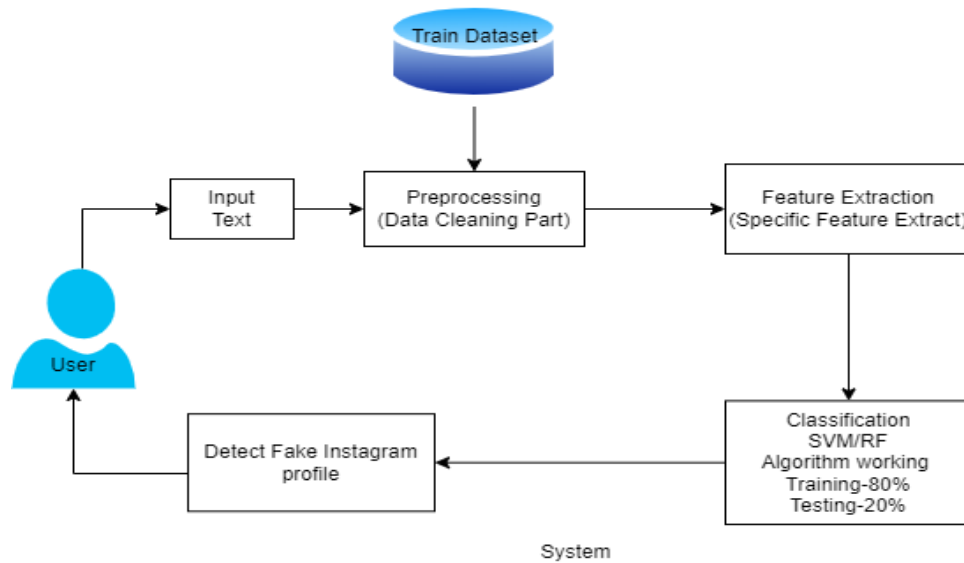 Train Dataset
Input
Text
Preprocessing
(Data Cleaning Part)
Feature Extraction
(Specific Feature Extract)
User
Detect Fake Instagram
profile
Classification
SVM/RF
Algorithm working
Training-80%
Testing-20%
System